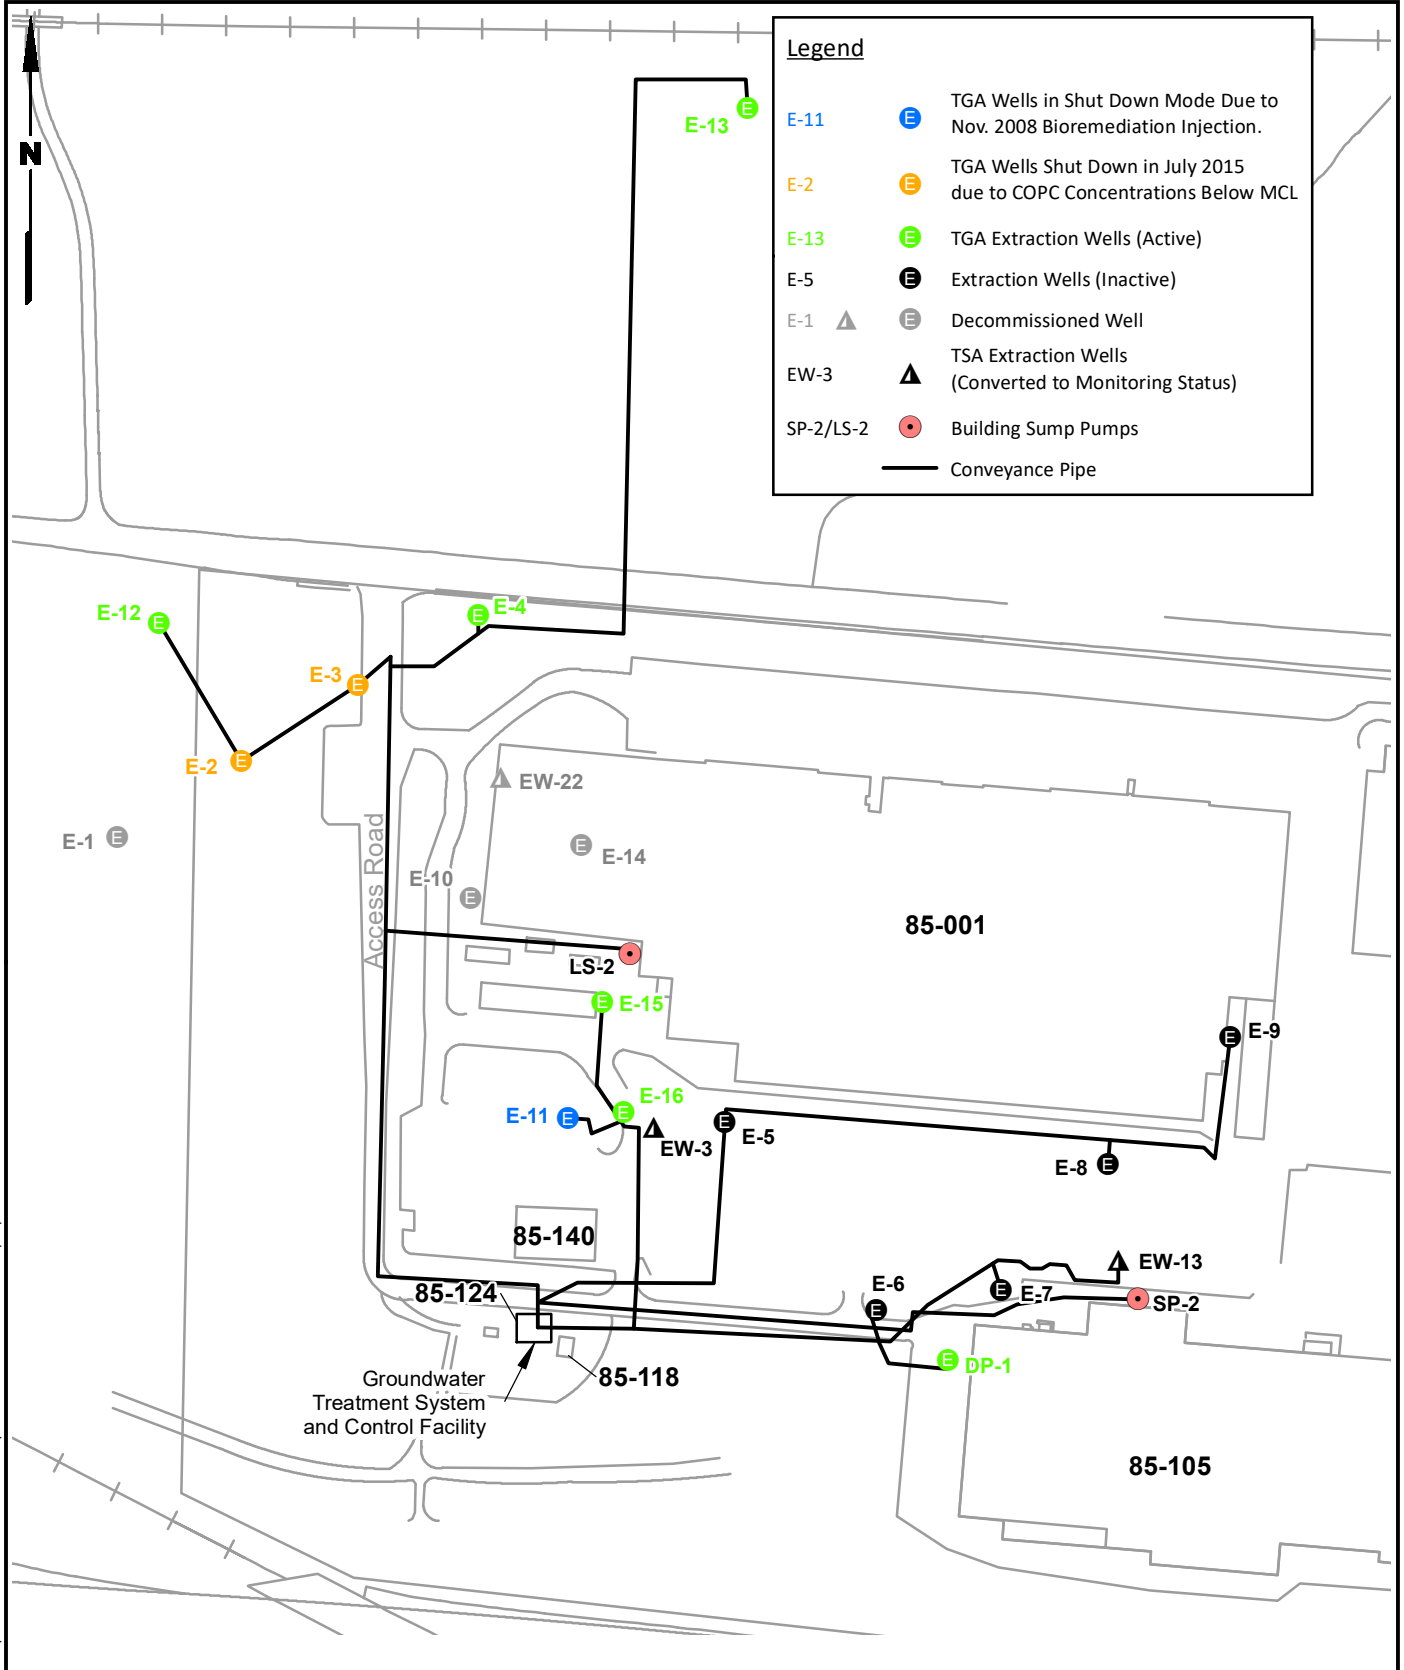 Legend
E-11 E TGA Wells in Shut Down Mode Due to
Nov. 2008 Bioremediation Injection.
E-2 E TGA Wells Shut Down in July 2015
due to COPC Concentrations Below MCL
E-13 E TGA Extraction Wells (Active)
E-5 E Extraction Wells (Inactive)
E-1 E Decommissioned Well
EW-3 TSA Extraction Wells
(Converted to Monitoring Status)
SP-2/LS-2 Building Sump Pumps
Conveyance Pipe
N
E-13 E
E-12 E
E E-4
E-3 E
E-2 E
EW-22
E-1 E
E E-14
E-10 E
Access Road
85-001
LS-2
E E-15
E E-9
E-16 E
E-11 E
EW-3
E E-5
E-8 E
85-140
EW-13
E-6 E
E E-7
SP-2
85-124
E DP-1
85-118
Groundwater
Treatment System
and Control Facility
85-105